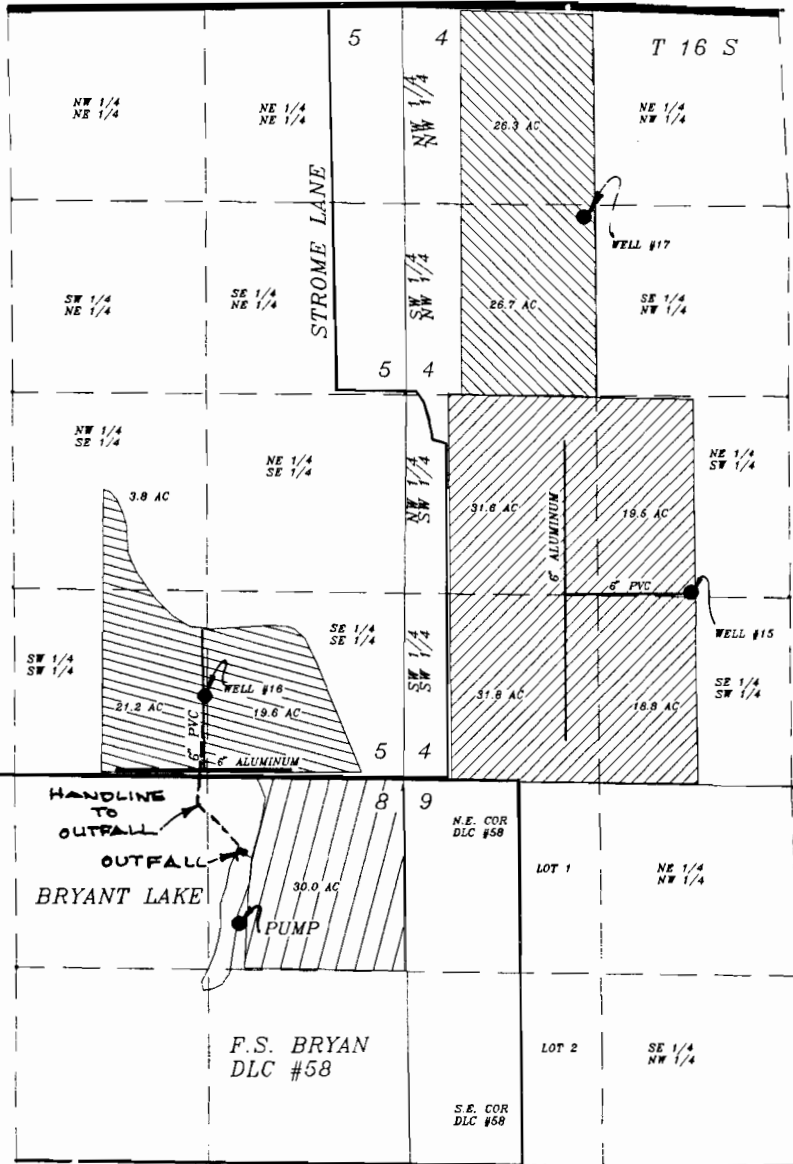 5 4
T 16 S
NW 1/4
NE 1/4
NE 1/4
NE 1/4
NW 1/4
NW 1/4
26.3 AC
NE 1/4
NW 1/4
STROME LANE
WELL #17
SW 1/4
NE 1/4
SE 1/4
NE 1/4
SW 1/4
NW 1/4
26.7 AC
SE 1/4
NW 1/4
5 4
NW 1/4
SE 1/4
NE 1/4
SE 1/4
NW 1/4
SW 1/4
NE 1/4
SW 1/4
3.8 AC
31.6 AC
6" ALUMINUM
19.5 AC
6" PVC
WELL #15
SW 1/4
SW 1/4
SE 1/4
SE 1/4
SW 1/4
SW 1/4
SE 1/4
SW 1/4
WELL #16
21.2 AC
6" PVC
19.6 AC
31.8 AC
18.8 AC
6" ALUMINUM
5 4
HANDLINE
TO
OUTFALL
8 9
N.E. COR
DLC #58
OUTFALL
LOT 1
NE 1/4
NW 1/4
BRYANT LAKE
30.0 AC
PUMP
F.S. BRYAN
DLC #58
LOT 2
SE 1/4
NW 1/4
S.E. COR
DLC #58